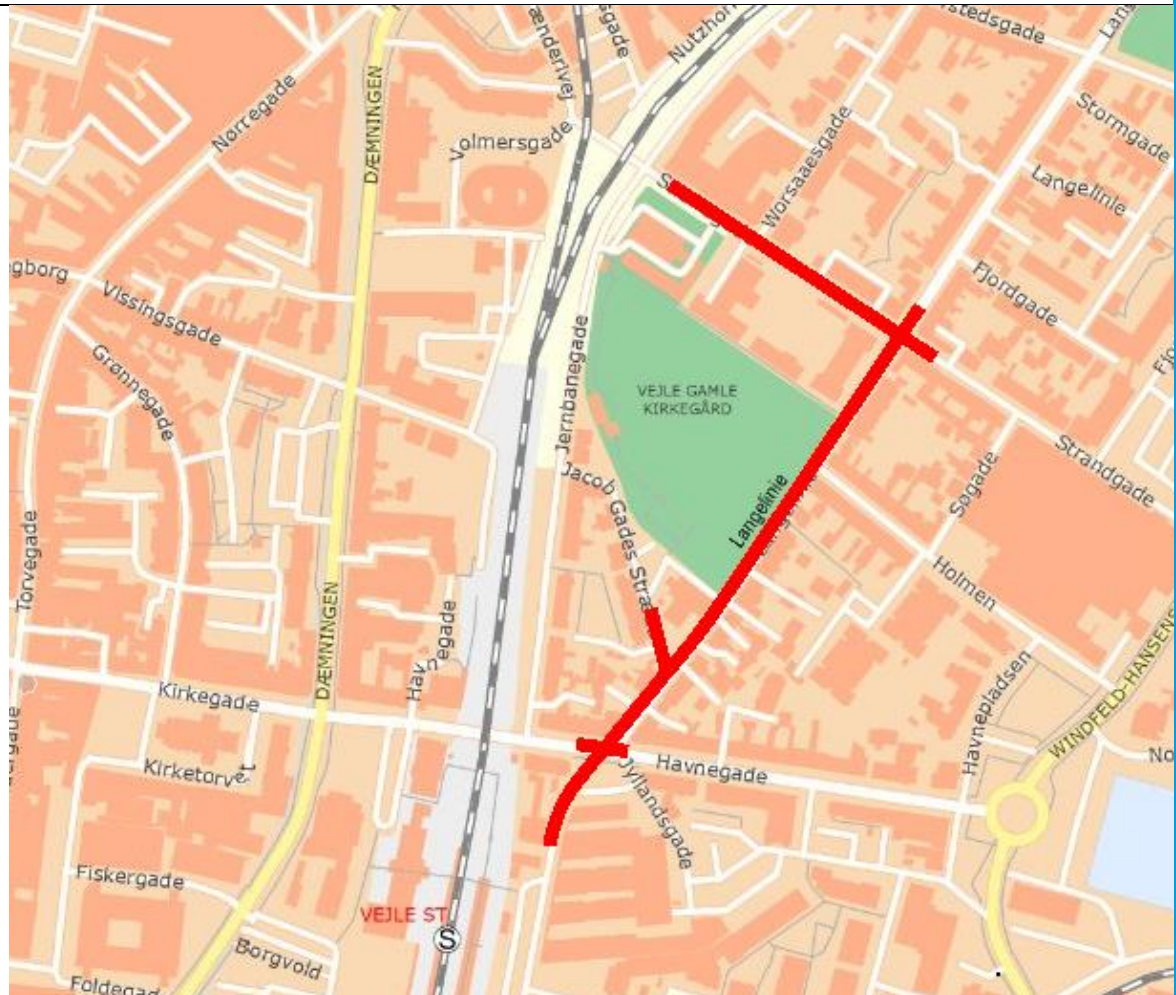 Nørregade
DÆMNINGEN
Volmersgade
Nutzhorn
Worsaaesgade
Stormgade
Langelinie
Fjordgade
Vissingsgade
Grønnegade
Jernbanegade
VEJLE GAMLE
KIRKEGÅRD
Strandgade
Søgade
Langelinie
Jacob Gades Stræ
Holmen
Torvegade
DÆMNINGEN
Havnegade
Havnepladsen
WINDFELD-HANSENS
Kirkegade
Havnegade
Jyllandsgade
Kirketorvet
Fiskergade
VEJLE ST
S
Borgvold
Foldegad